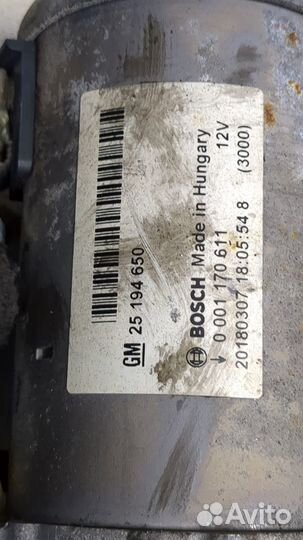 GM 25 194 650
BOSCH Made in Hungary
0 001 170 611 12V
20180307 18:05:54 8 (3000)
Avito